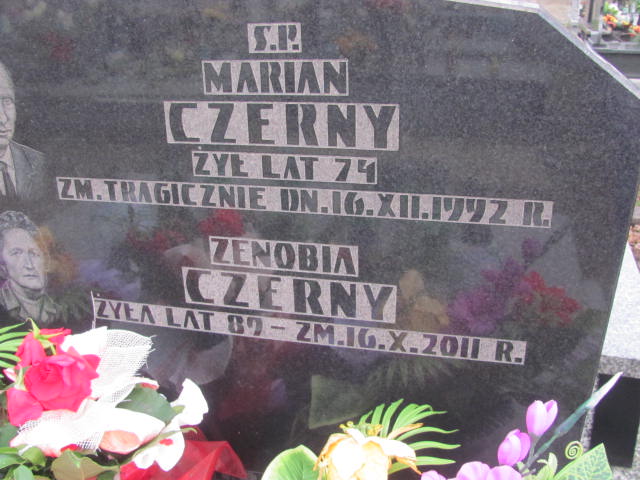 Ś.P.
MARIAN
CZERNY
ŻYŁ LAT 74
ZM. TRAGICZNIE DN. 16.XII.1992 R.
ZENOBIA
CZERNY
ŻYŁA LAT 89 – ZM. 16.X.2011 R.